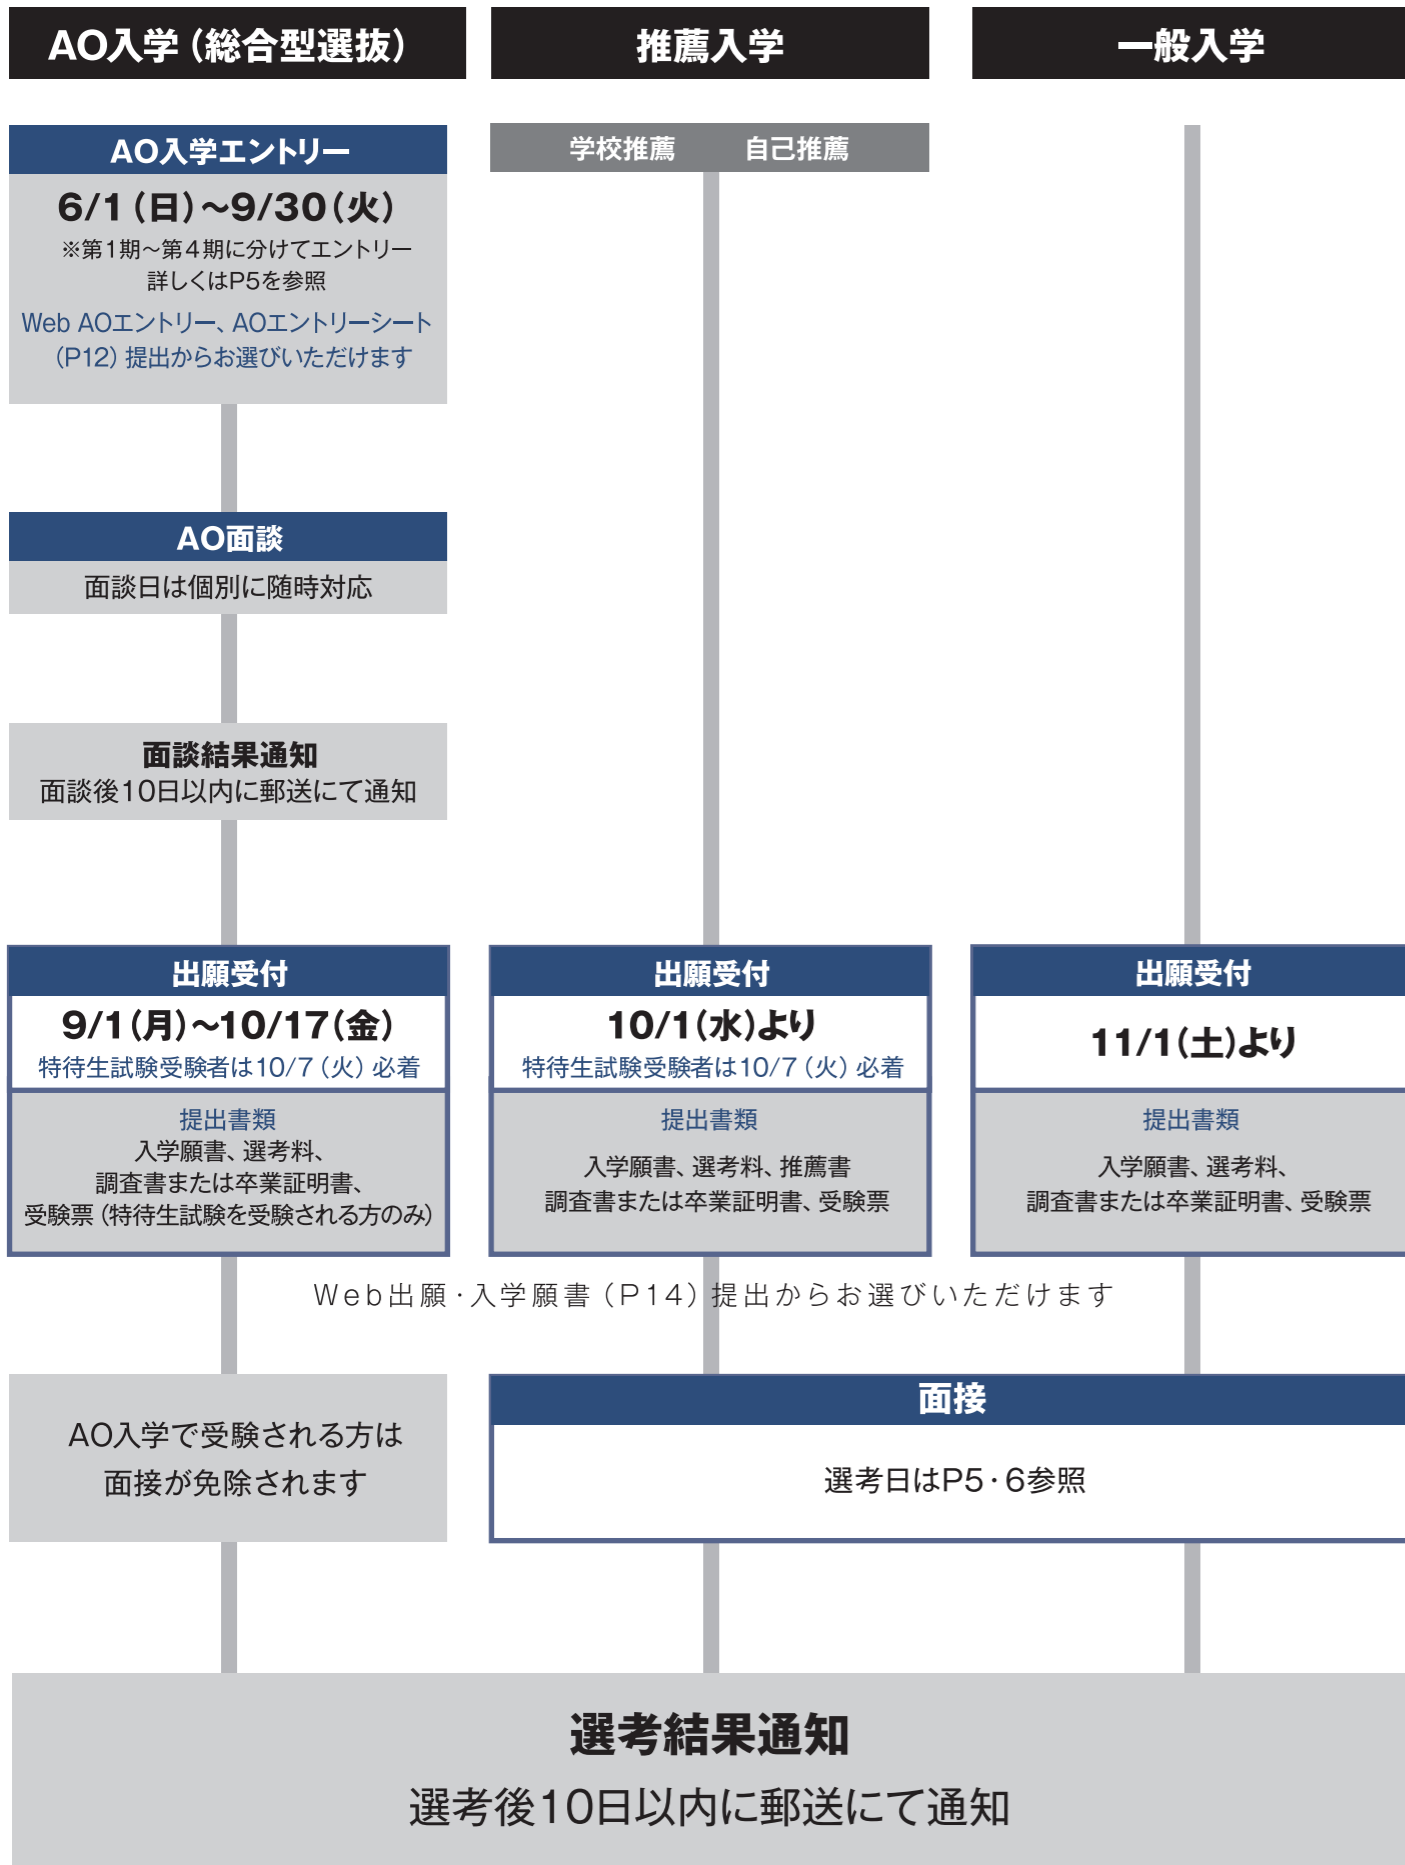 AO入学（総合型選抜）
推薦入学
一般入学
AO入学エントリー
6/1（日）～9/30（火）
※第1期～第4期に分けてエントリー
詳しくはP5を参照
Web AOエントリー、AOエントリーシート
（P12）提出からお選びいただけます
学校推薦 自己推薦
AO面談
面談日は個別に随時対応
面談結果通知
面談後10日以内に郵送にて通知
出願受付
9/1（月）～10/17（金）
特待生試験受験者は10/7（火）必着
提出書類
入学願書、選考料、
調査書または卒業証明書、
受験票（特待生試験を受験される方のみ）
出願受付
10/1（水）より
特待生試験受験者は10/7（火）必着
提出書類
入学願書、選考料、推薦書
調査書または卒業証明書、受験票
出願受付
11/1（土）より
提出書類
入学願書、選考料、
調査書または卒業証明書、受験票
Web出願・入学願書（P14）提出からお選びいただけます
AO入学で受験される方は
面接が免除されます
面接
選考日はP5・6参照
選考結果通知
選考後10日以内に郵送にて通知